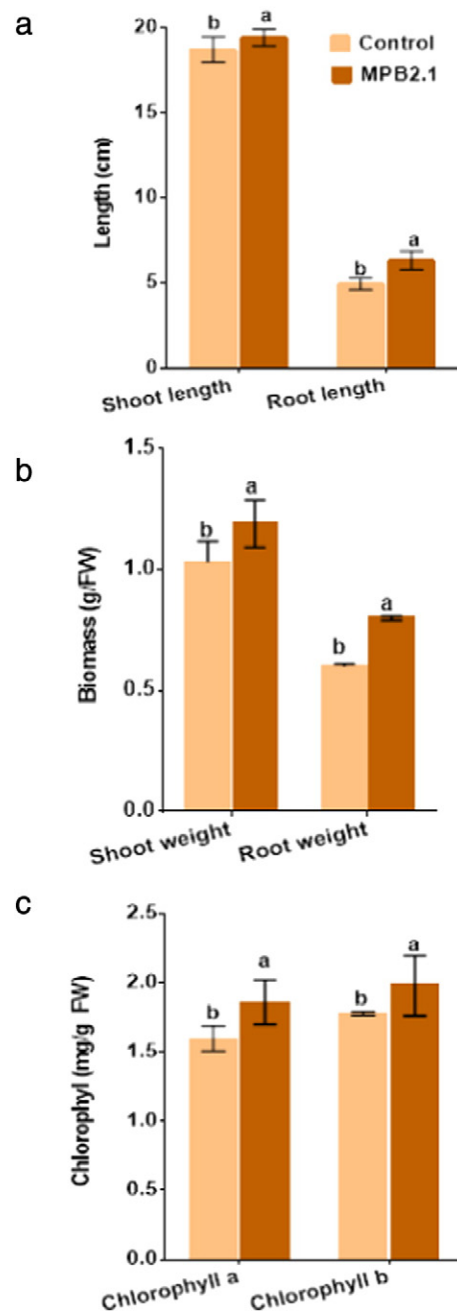 a
Length (cm)
20
15
10
5
0
b a
b a
Control
MPB2.1
Shoot length Root length
b
Biomass (g/FW)
1.5
1.0
0.5
0.0
b a
b a
Shoot weight Root weight
c
Chlorophyl (mg/g FW)
2.5
2.0
1.5
1.0
0.5
0.0
b a
b a
Chlorophyll a Chlorophyll b